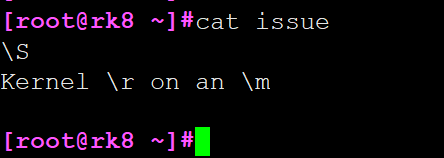 [root@rk8 ~]#cat issue
\S
Kernel \r on an \m
[root@rk8 ~]#